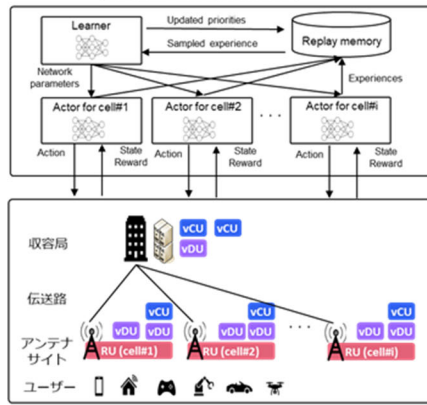 Learner
Updated priorities
Sampled experience
Replay memory
Network
parameters
Experiences
Actor for cell#1
Actor for cell#2
. . .
Actor for cell#i
Action
State
Reward
Action
State
Reward
Action
State
Reward
収容局
vCU
vCU
vDU
伝送路
vCU
vCU
vCU
vDU
vDU
vDU
vDU
. . .
vDU
vDU
アンテナ
サイト
RU (cell#1)
RU (cell#2)
RU (cell#i)
ユーザー